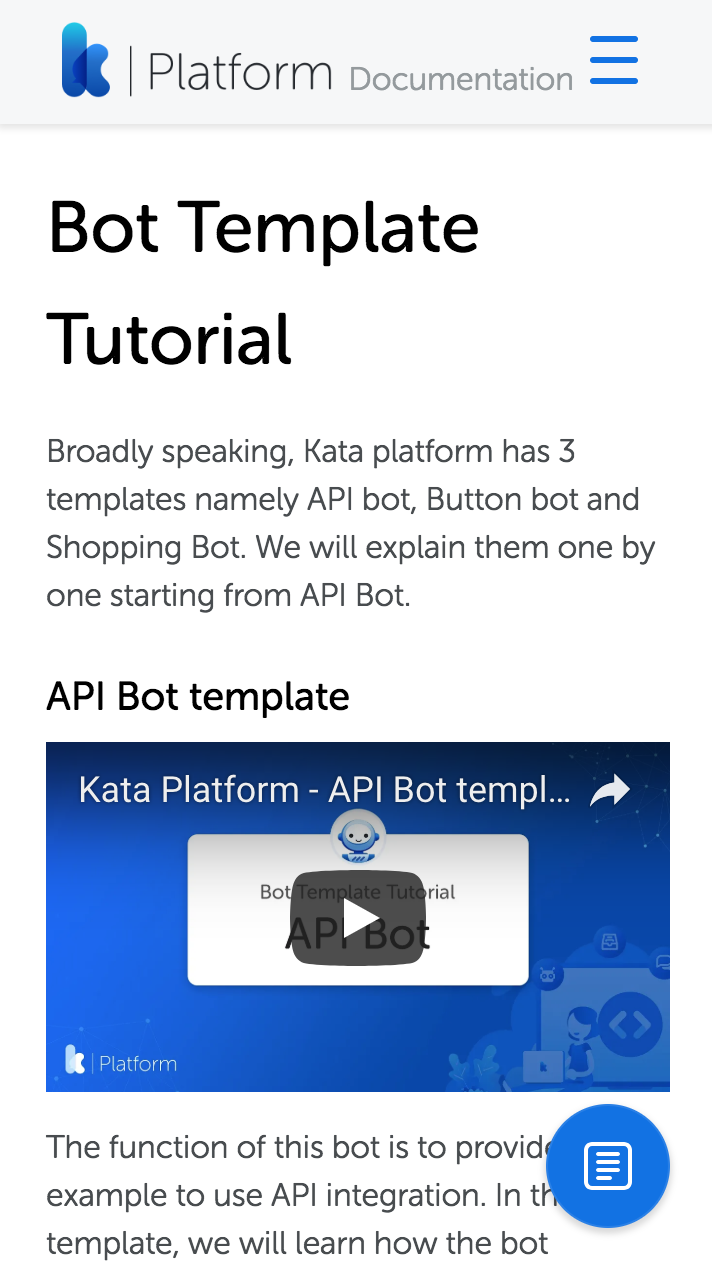 Platform Documentation
Bot Template
Tutorial
Broadly speaking, Kata platform has 3
templates namely API bot, Button bot and
Shopping Bot. We will explain them one by
one starting from API Bot.
API Bot template
Kata Platform - API Bot templ...
Bot Template Tutorial
API Bot
Platform
The function of this bot is to provide
example to use API integration. In th
template, we will learn how the bot